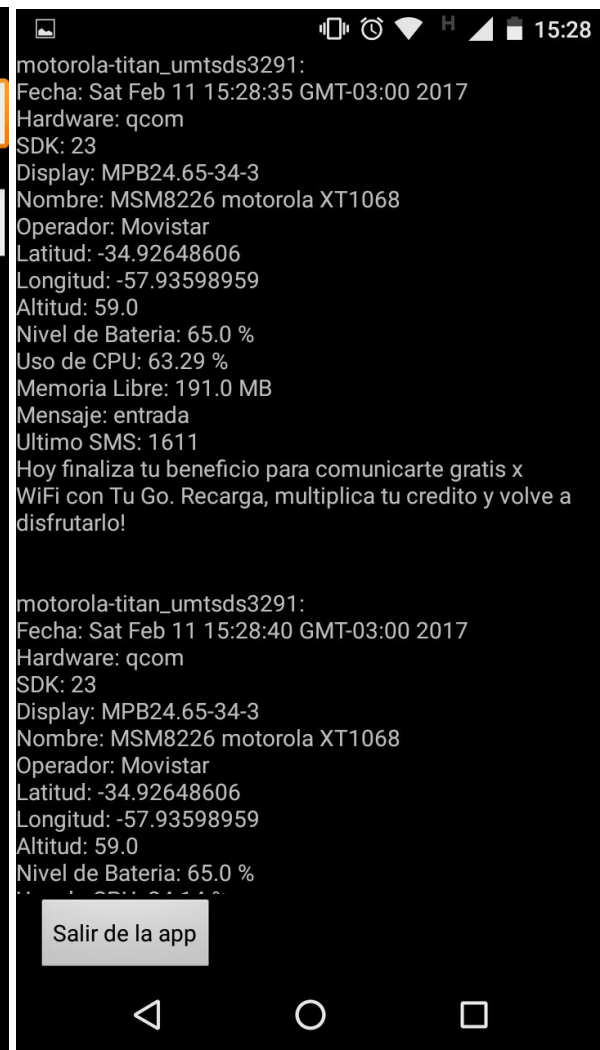 H 15:28
motorola-titan_umtsds3291:
Fecha: Sat Feb 11 15:28:35 GMT-03:00 2017
Hardware: qcom
SDK: 23
Display: MPB24.65-34-3
Nombre: MSM8226 motorola XT1068
Operador: Movistar
Latitud: -34.92648606
Longitud: -57.93598959
Altitud: 59.0
Nivel de Bateria: 65.0 %
Uso de CPU: 63.29 %
Memoria Libre: 191.0 MB
Mensaje: entrada
Ultimo SMS: 1611
Hoy finaliza tu beneficio para comunicarte gratis x
WiFi con Tu Go. Recarga, multiplica tu credito y volve a
disfrutarlo!
motorola-titan_umtsds3291:
Fecha: Sat Feb 11 15:28:40 GMT-03:00 2017
Hardware: qcom
SDK: 23
Display: MPB24.65-34-3
Nombre: MSM8226 motorola XT1068
Operador: Movistar
Latitud: -34.92648606
Longitud: -57.93598959
Altitud: 59.0
Nivel de Bateria: 65.0 %
Salir de la app